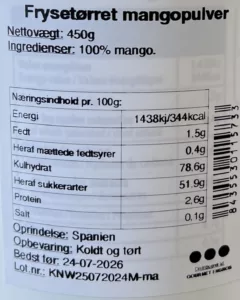 Frysetørret mangopulver
Nettovægt: 450g
Ingredienser: 100% mango.
Næringsindhold pr. 100g:
Energi 1438kj/344kcal
Fedt 1.5g
Heraf mættede fedtsyrer 0.4g
Kulhydrat 78.6g
Heraf sukkerarter 51.9g
Protein 2.6g
Salt 0.1g
Oprindelse: Spanien
Opbevaring: Koldt og tørt
Bedst før: 24-07-2026
Lot.nr.: KNW25072024M-ma